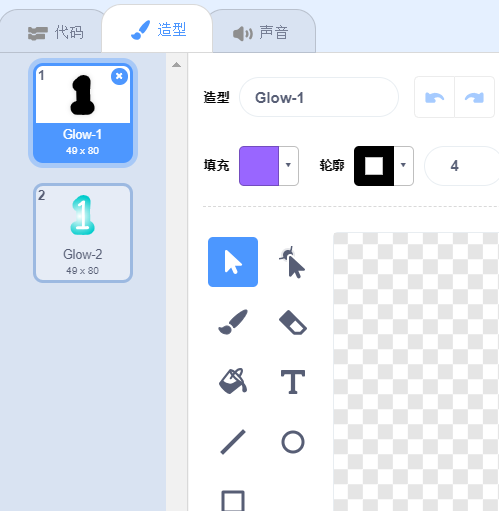 代码
造型
声音
1
Glow-1
49 x 80
2
Glow-2
49 x 80
造型 Glow-1
填充 轮廓 4